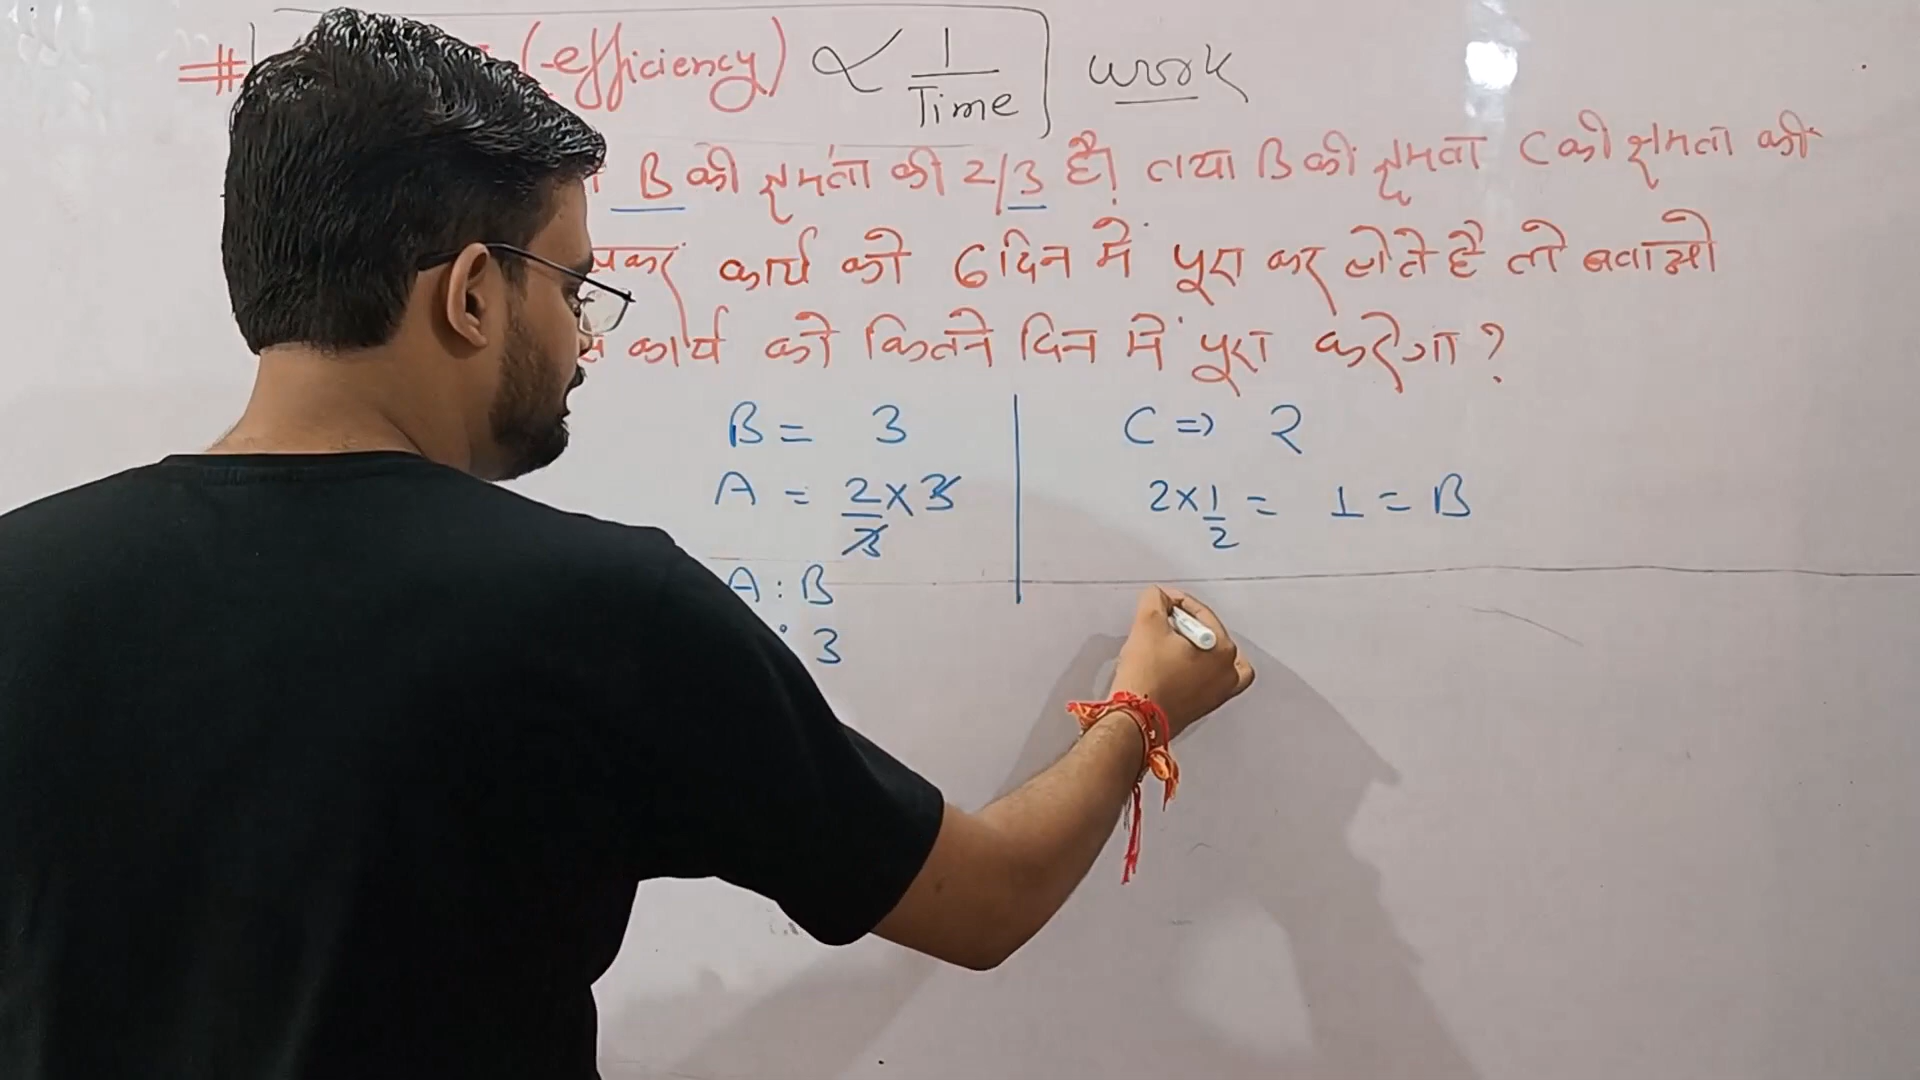 # (efficiency) ∝ 1/Time work
B की क्षमता की 2/3 है। तथा B की क्षमता C की क्षमता की
कार्य को 6 दिन में पूरा कर लेते है तो बताओ
कार्य को कितने दिन में पूरा करेगा ?
B = 3
A = 2/3 × 3
A : B
: 3
C => 2
2 × 1/2 = 1 = B